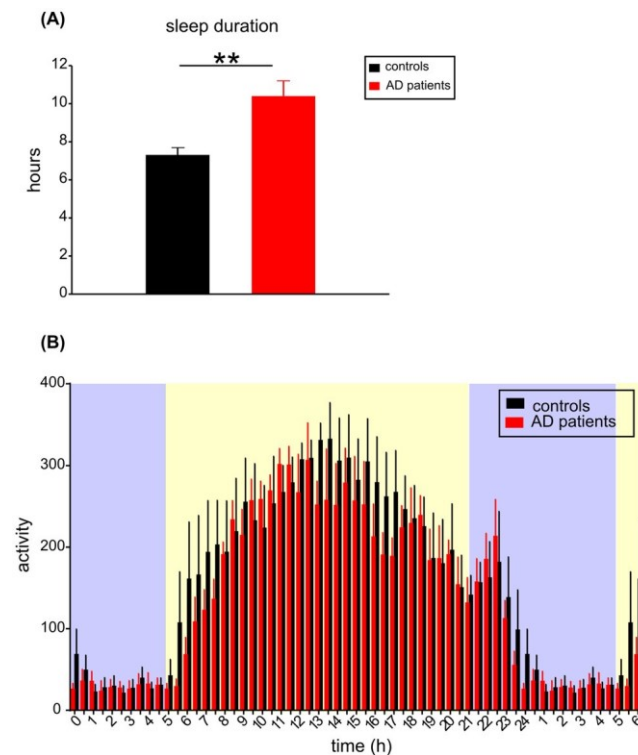 (A)
sleep duration
**
controls
AD patients
12
10
8
6
4
2
0
hours
(B)
400
300
200
100
0
activity
controls
AD patients
0 1 2 3 4 5 6 7 8 9 10 11 12 13 14 15 16 17 18 19 20 21 22 23 24 1 2 3 4 5 6
time (h)